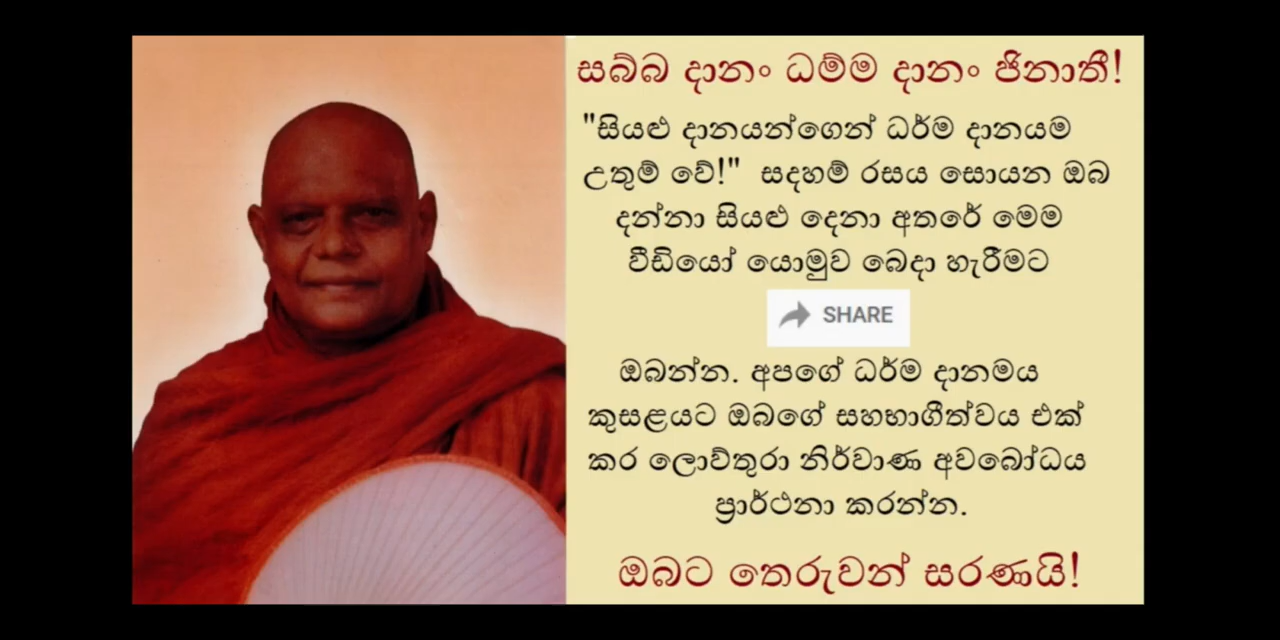 සබ්බ දානං ධම්ම දානං ජිනාතී!
"සියළු දානයන්ගෙන් ධර්ම දානයම
උතුම් වේ!" සදහම් රසය සොයන ඔබ
දන්නා සියළු දෙනා අතරේ මෙම
වීඩියෝ යොමුව බෙදා හැරීමට
SHARE
ඔබන්න. අපගේ ධර්ම දානමය
කුසළයට ඔබගේ සහභාගීත්වය එක්
කර ලොව්තුරා නිර්වාණ අවබෝධය
ප්‍රාර්ථනා කරන්න.
ඔබට තෙරුවන් සරණයි!